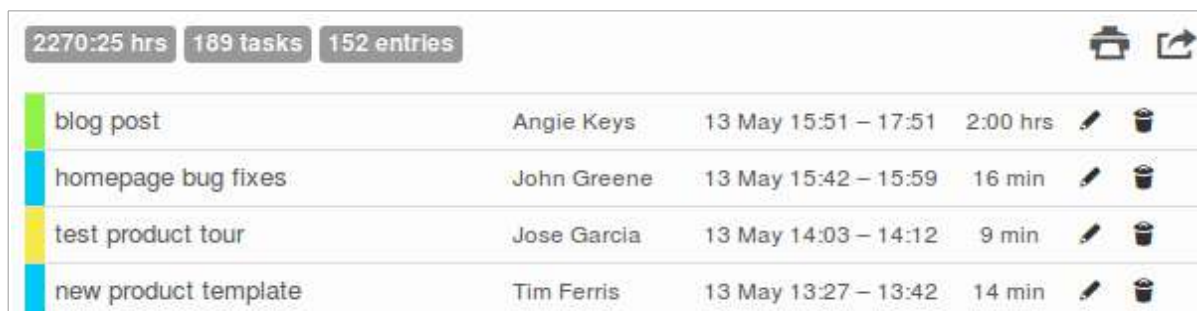 2270:25 hrs 189 tasks 152 entries
blog post Angie Keys 13 May 15:51 – 17:51 2:00 hrs
homepage bug fixes John Greene 13 May 15:42 – 15:59 16 min
test product tour Jose Garcia 13 May 14:03 – 14:12 9 min
new product template Tim Ferris 13 May 13:27 – 13:42 14 min